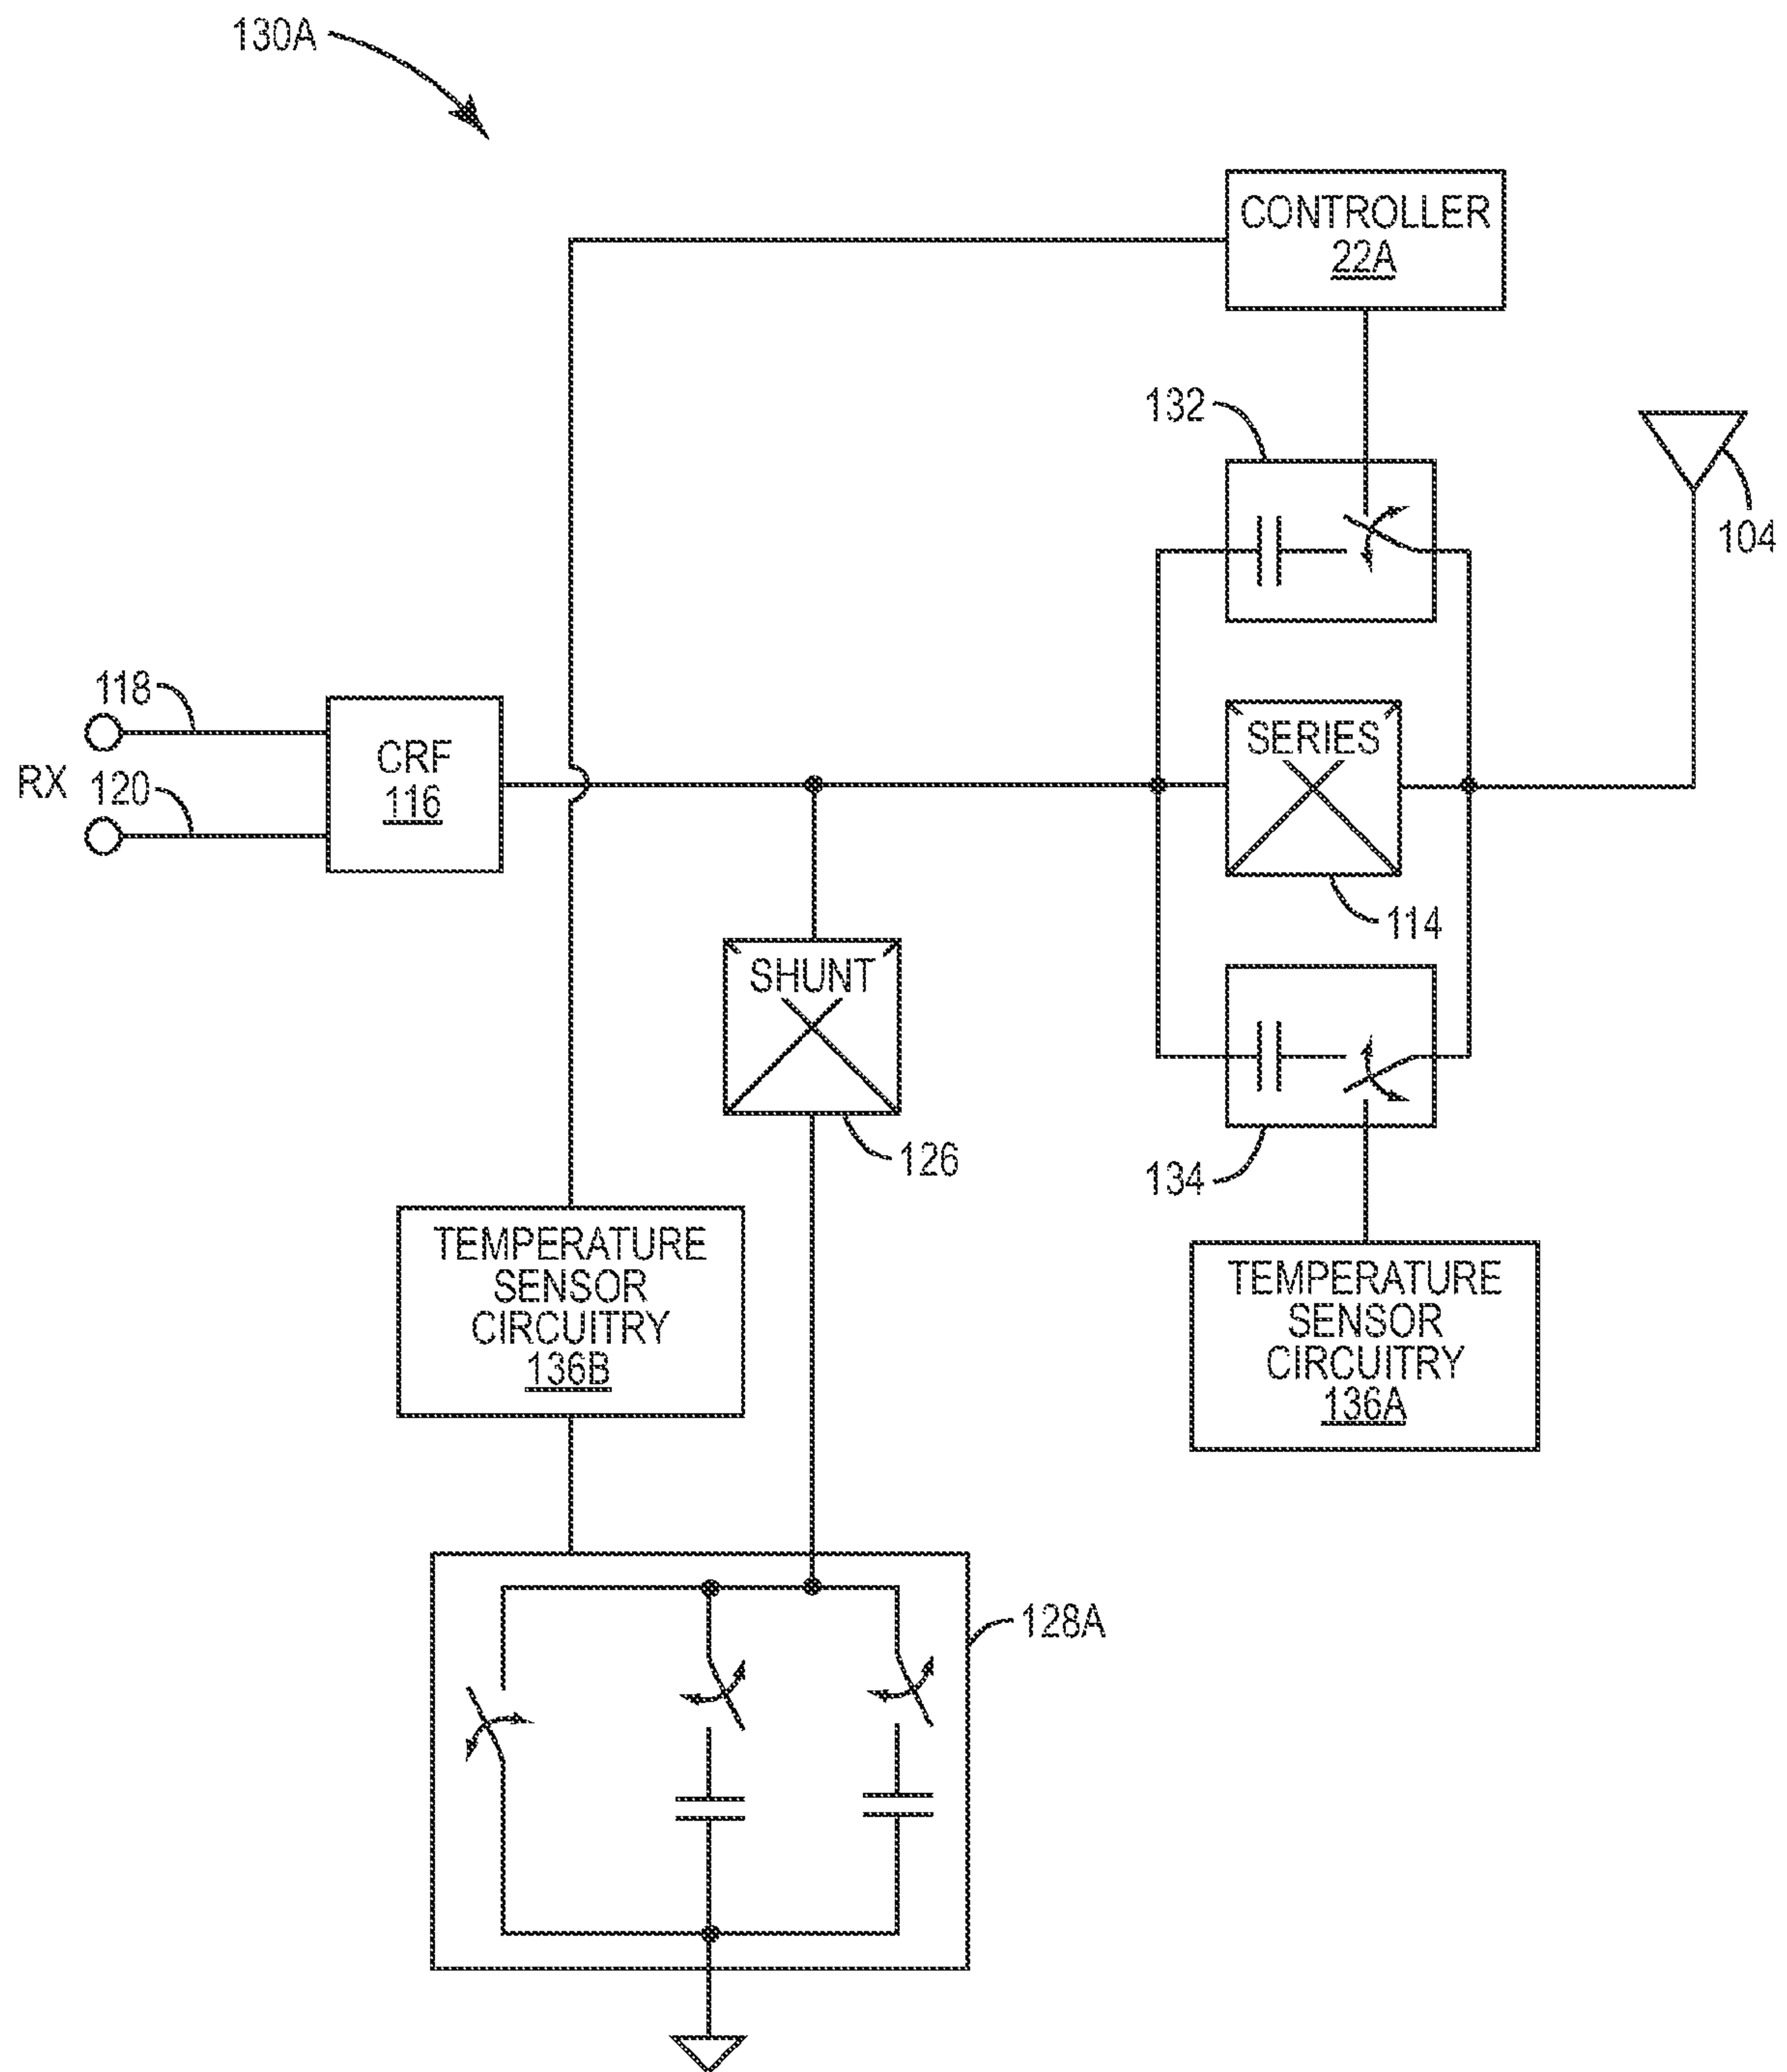 130A
CONTROLLER
22A
132
104
118
RX
120
CRF
116
SERIES
114
SHUNT
126
134
TEMPERATURE
SENSOR
CIRCUITRY
136B
TEMPERATURE
SENSOR
CIRCUITRY
136A
128A